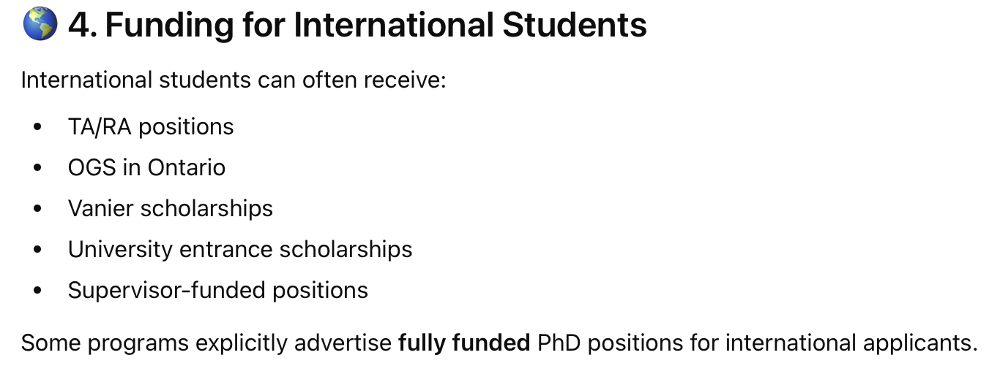 🌎 4. Funding for International Students
International students can often receive:
• TA/RA positions
• OGS in Ontario
• Vanier scholarships
• University entrance scholarships
• Supervisor-funded positions
Some programs explicitly advertise fully funded PhD positions for international applicants.